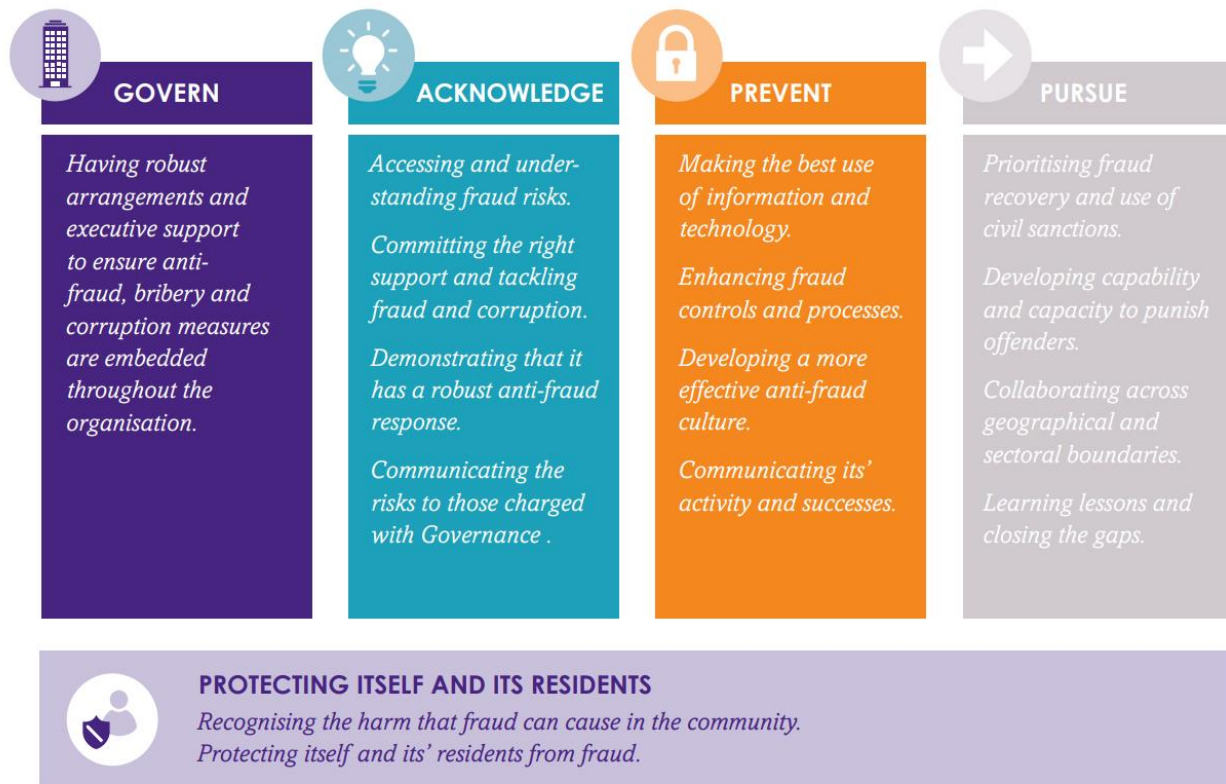 GOVERN
Having robust
arrangements and
executive support
to ensure anti-
fraud, bribery and
corruption measures
are embedded
throughout the
organisation.
ACKNOWLEDGE
Accessing and under-
standing fraud risks.
Committing the right
support and tackling
fraud and corruption.
Demonstrating that it
has a robust anti-fraud
response.
Communicating the
risks to those charged
with Governance .
PREVENT
Making the best use
of information and
technology.
Enhancing fraud
controls and processes.
Developing a more
effective anti-fraud
culture.
Communicating its’
activity and successes.
PURSUE
Prioritising fraud
recovery and use of
civil sanctions.
Developing capability
and capacity to punish
offenders.
Collaborating across
geographical and
sectoral boundaries.
Learning lessons and
closing the gaps.
PROTECTING ITSELF AND ITS RESIDENTS
Recognising the harm that fraud can cause in the community.
Protecting itself and its’ residents from fraud.